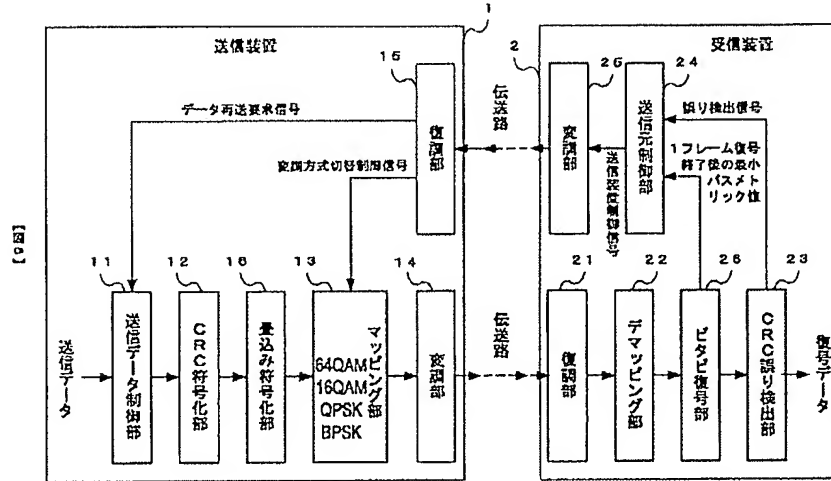 【図9】
送信装置
1
2
受信装置
15
復調部
データ再送要求信号
変調方式切替制御信号
伝送路
25
変調部
24
送信元制御部
送信装置制御信号
誤り検出信号
1フレーム復号
終了後の最小
パスメト
リック値
送信データ
11
送信データ制御部
12
CRC符号化部
16
畳込み符号化部
13
マッピング部
64QAM
16QAM
QPSK
BPSK
14
変調部
伝送路
21
復調部
22
デマッピング部
26
ビタビ復号部
23
CRC誤り検出部
復号データ